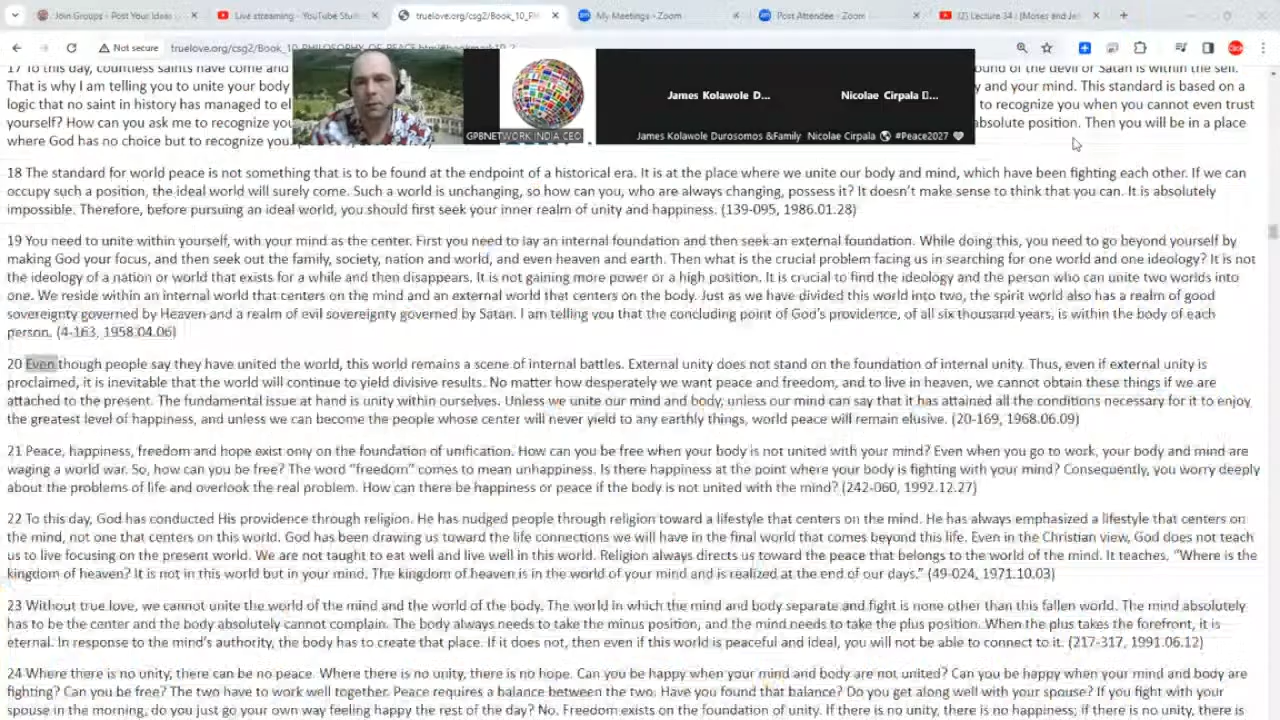 Join Groups - Post Your Ideas
Live streaming - YouTube Stu
truelove.org/csg2/Book_10_PH
My Meetings - Zoom
Post Attendee - Zoom
(2) Lecture 34 : (Moses and Je
Not secure
truelove.org/csg2/Book_10_PHILOSOPHY_OF_PEACE.htm#bookmark10_2
17 To this day, countless saints have come and
ound of the devil or Satan is within the self.
That is why I am telling you to unite your body
y and your mind. This standard is based on a
logic that no saint in history has managed to el
to recognize you when you cannot even trust
yourself? How can you ask me to recognize you
absolute position. Then you will be in a place
where God has no choice but to recognize you.
GPBNETWORK INDIA CEO
James Kolawole D...
Nicolae Cirpala
James Kolawole Durosomos &Family
Nicolae Cirpala #Peace2027
18 The standard for world peace is not something that is to be found at the endpoint of a historical era. It is at the place where we unite our body and mind, which have been fighting each other. If we can
occupy such a position, the ideal world will surely come. Such a world is unchanging, so how can you, who are always changing, possess it? It doesn't make sense to think that you can. It is absolutely
impossible. Therefore, before pursuing an ideal world, you should first seek your inner realm of unity and happiness. (139-095, 1986.01.28)
19 You need to unite within yourself, with your mind as the center. First you need to lay an internal foundation and then seek an external foundation. While doing this, you need to go beyond yourself by
making God your focus, and then seek out the family, society, nation and world, and even heaven and earth. Then what is the crucial problem facing us in searching for one world and one ideology? It is not
the ideology of a nation or world that exists for a while and then disappears. It is not gaining more power or a high position. It is crucial to find the ideology and the person who can unite two worlds into
one. We reside within an internal world that centers on the mind and an external world that centers on the body. Just as we have divided this world into two, the spirit world also has a realm of good
sovereignty governed by Heaven and a realm of evil sovereignty governed by Satan. I am telling you that the concluding point of God's providence, of all six thousand years, is within the body of each
person. (4-163, 1958.04.06)
20 Even though people say they have united the world, this world remains a scene of internal battles. External unity does not stand on the foundation of internal unity. Thus, even if external unity is
proclaimed, it is inevitable that the world will continue to yield divisive results. No matter how desperately we want peace and freedom, and to live in heaven, we cannot obtain these things if we are
attached to the present. The fundamental issue at hand is unity within ourselves. Unless we unite our mind and body, unless our mind can say that it has attained all the conditions necessary for it to enjoy
the greatest level of happiness, and unless we can become the people whose center will never yield to any earthly things, world peace will remain elusive. (20-169, 1968.06.09)
21 Peace, happiness, freedom and hope exist only on the foundation of unification. How can you be free when your body is not united with your mind? Even when you go to work, your body and mind are
waging a world war. So, how can you be free? The word "freedom" comes to mean unhappiness. Is there happiness at the point where your body is fighting with your mind? Consequently, you worry deeply
about the problems of life and overlook the real problem. How can there be happiness or peace if the body is not united with the mind? (242-060, 1992.12.27)
22 To this day, God has conducted His providence through religion. He has nudged people through religion toward a lifestyle that centers on the mind. He has always emphasized a lifestyle that centers on
the mind, not one that centers on this world. God has been drawing us toward the life connections we will have in the final world that comes beyond this life. Even in the Christian view, God does not teach
us to live focusing on the present world. We are not taught to eat well and live well in this world. Religion always directs us toward the peace that belongs to the world of the mind. It teaches, "Where is the
kingdom of heaven? It is not in this world but in your mind. The kingdom of heaven is in the world of your mind and is realized at the end of our days." (49-024, 1971.10.03)
23 Without true love, we cannot unite the world of the mind and the world of the body. The world in which the mind and body separate and fight is none other than this fallen world. The mind absolutely
has to be the center and the body absolutely cannot complain. The body always needs to take the minus position, and the mind needs to take the plus position. When the plus takes the forefront, it is
eternal. In response to the mind's authority, the body has to create that place. If it does not, then even if this world is peaceful and ideal, you will not be able to connect to it. (217-317, 1991.06.12)
24 Where there is no unity, there can be no peace. Where there is no unity, there is no hope. Can you be happy when your mind and body are not united? Can you be happy when your mind and body are
fighting? Can you be free? The two have to work well together. Peace requires a balance between the two. Have you found that balance? Do you get along well with your spouse? If you fight with your
spouse in the morning, do you just go your own way feeling happy the rest of the day? No. Freedom exists on the foundation of unity. If there is no unity, there is no happiness; if there is no unity, there is